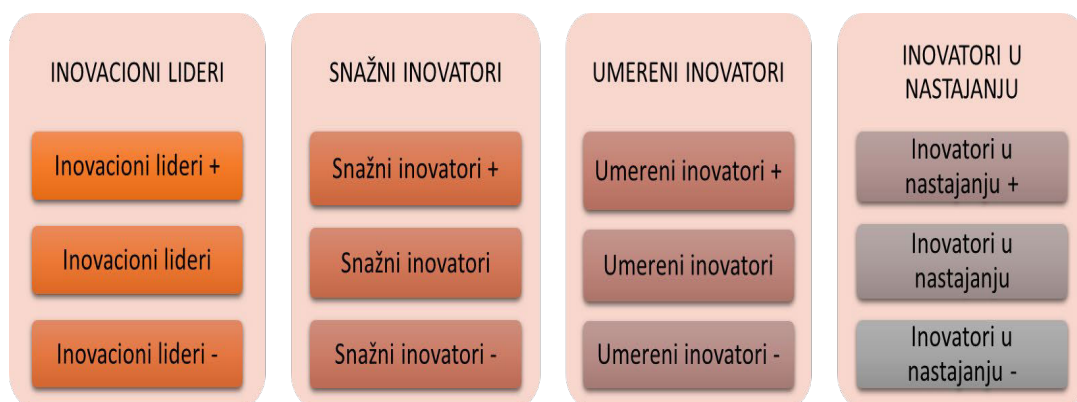 INOVACIONI LIDERI
Inovacioni lideri +
Inovacioni lideri
Inovacioni lideri -
SNAŽNI INOVATORI
Snažni inovatori +
Snažni inovatori
Snažni inovatori -
UMERENI INOVATORI
Umereni inovatori +
Umereni inovatori
Umereni inovatori -
INOVATORI U
NASTAJANJU
Inovatori u
nastajanju +
Inovatori u
nastajanju
Inovatori u
nastajanju -